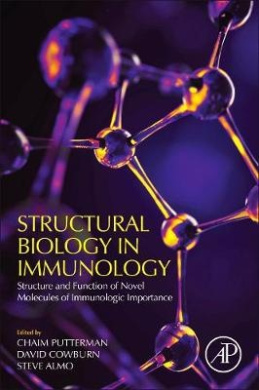 STRUCTURAL
BIOLOGY IN
IMMUNOLOGY
Structure and Function of Novel
Molecules of Immunologic Importance
Edited by
CHAIM PUTTERMAN
DAVID COWBURN
STEVE ALMO
AP